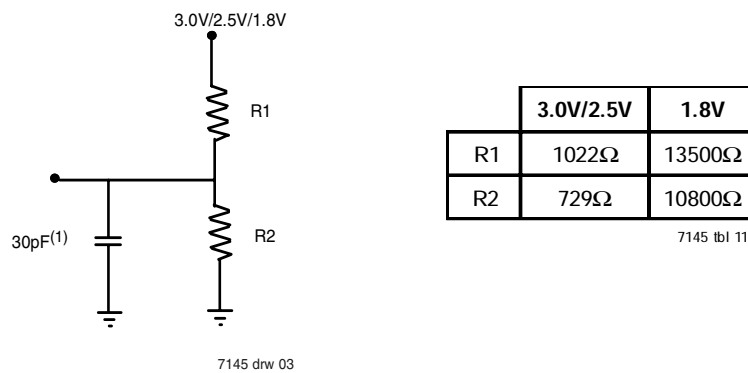 3.0V/2.5V/1.8V
R1
30pF(1)
R2
7145 drw 03
3.0V/2.5V 1.8V
R1 1022Ω 13500Ω
R2 729Ω 10800Ω
7145 tbl 11